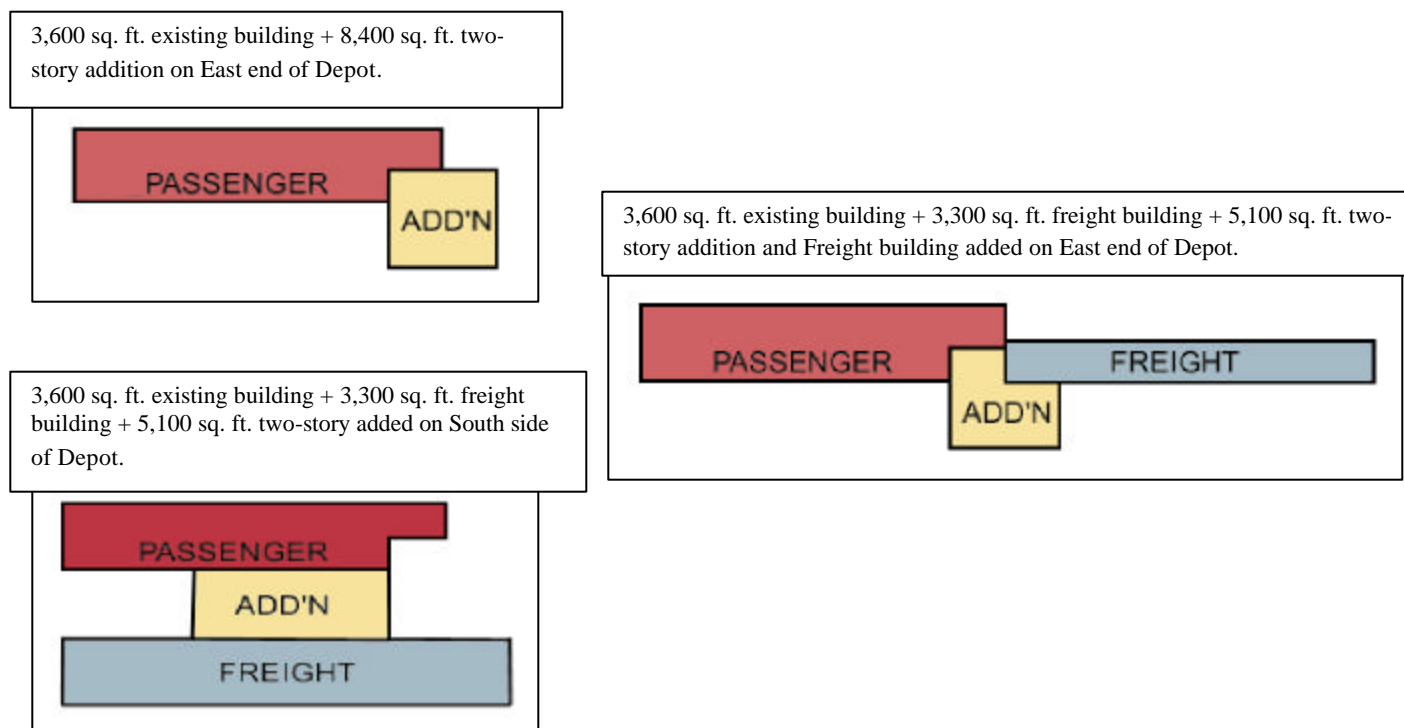 3,600 sq. ft. existing building + 8,400 sq. ft. two-
story addition on East end of Depot.
PASSENGER
ADD'N
3,600 sq. ft. existing building + 3,300 sq. ft. freight building + 5,100 sq. ft. two-
story addition and Freight building added on East end of Depot.
PASSENGER
FREIGHT
ADD'N
3,600 sq. ft. existing building + 3,300 sq. ft. freight
building + 5,100 sq. ft. two-story added on South side
of Depot.
PASSENGER
ADD'N
FREIGHT